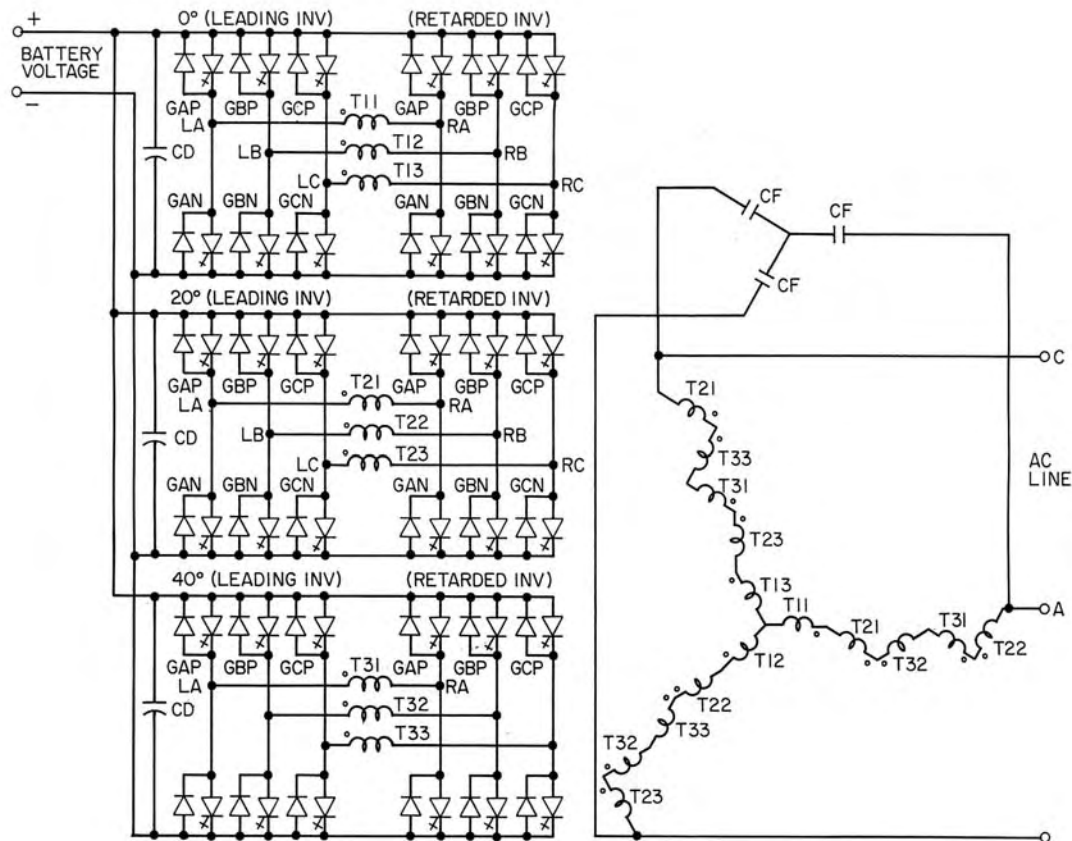 0° (LEADING INV) (RETARDED INV)
+
BATTERY
VOLTAGE
−
GAP GBP GCP T11 GAP GBP GCP
LA RA
T12
LB RB
CD
T13
LC RC
GAN GBN GCN GAN GBN GCN
20° (LEADING INV) (RETARDED INV)
GAP GBP GCP T21 GAP GBP GCP
LA RA
T22
LB RB
CD
T23
LC RC
GAN GBN GCN GAN GBN GCN
40° (LEADING INV) (RETARDED INV)
GAP GBP GCP T31 GAP GBP GCP
LA RA
CD
T32
T33
CF
CF
CF
C
T21
T33
T31
AC
LINE
T23
T13
T11
T21
T31
A
T12
T32
T22
T22
T33
T32
T23